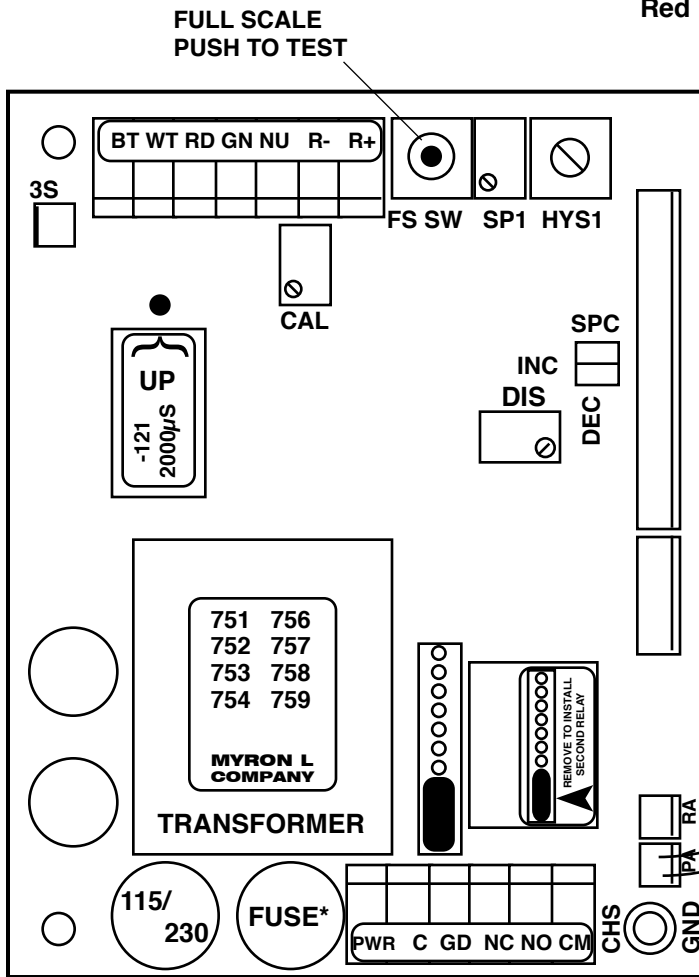 Red
FULL SCALE
PUSH TO TEST
BT WT RD GN NU R- R+
3S
FS SW SP1 HYS1
CAL
SPC
INC
DIS
DEC
UP
-121
2000µS
751 756
752 757
753 758
754 759
MYRON L
COMPANY
TRANSFORMER
REMOVE TO INSTALL
SECOND RELAY
RA
PA
115/
230
FUSE*
PWR C GD NC NO CM
CHS
GND